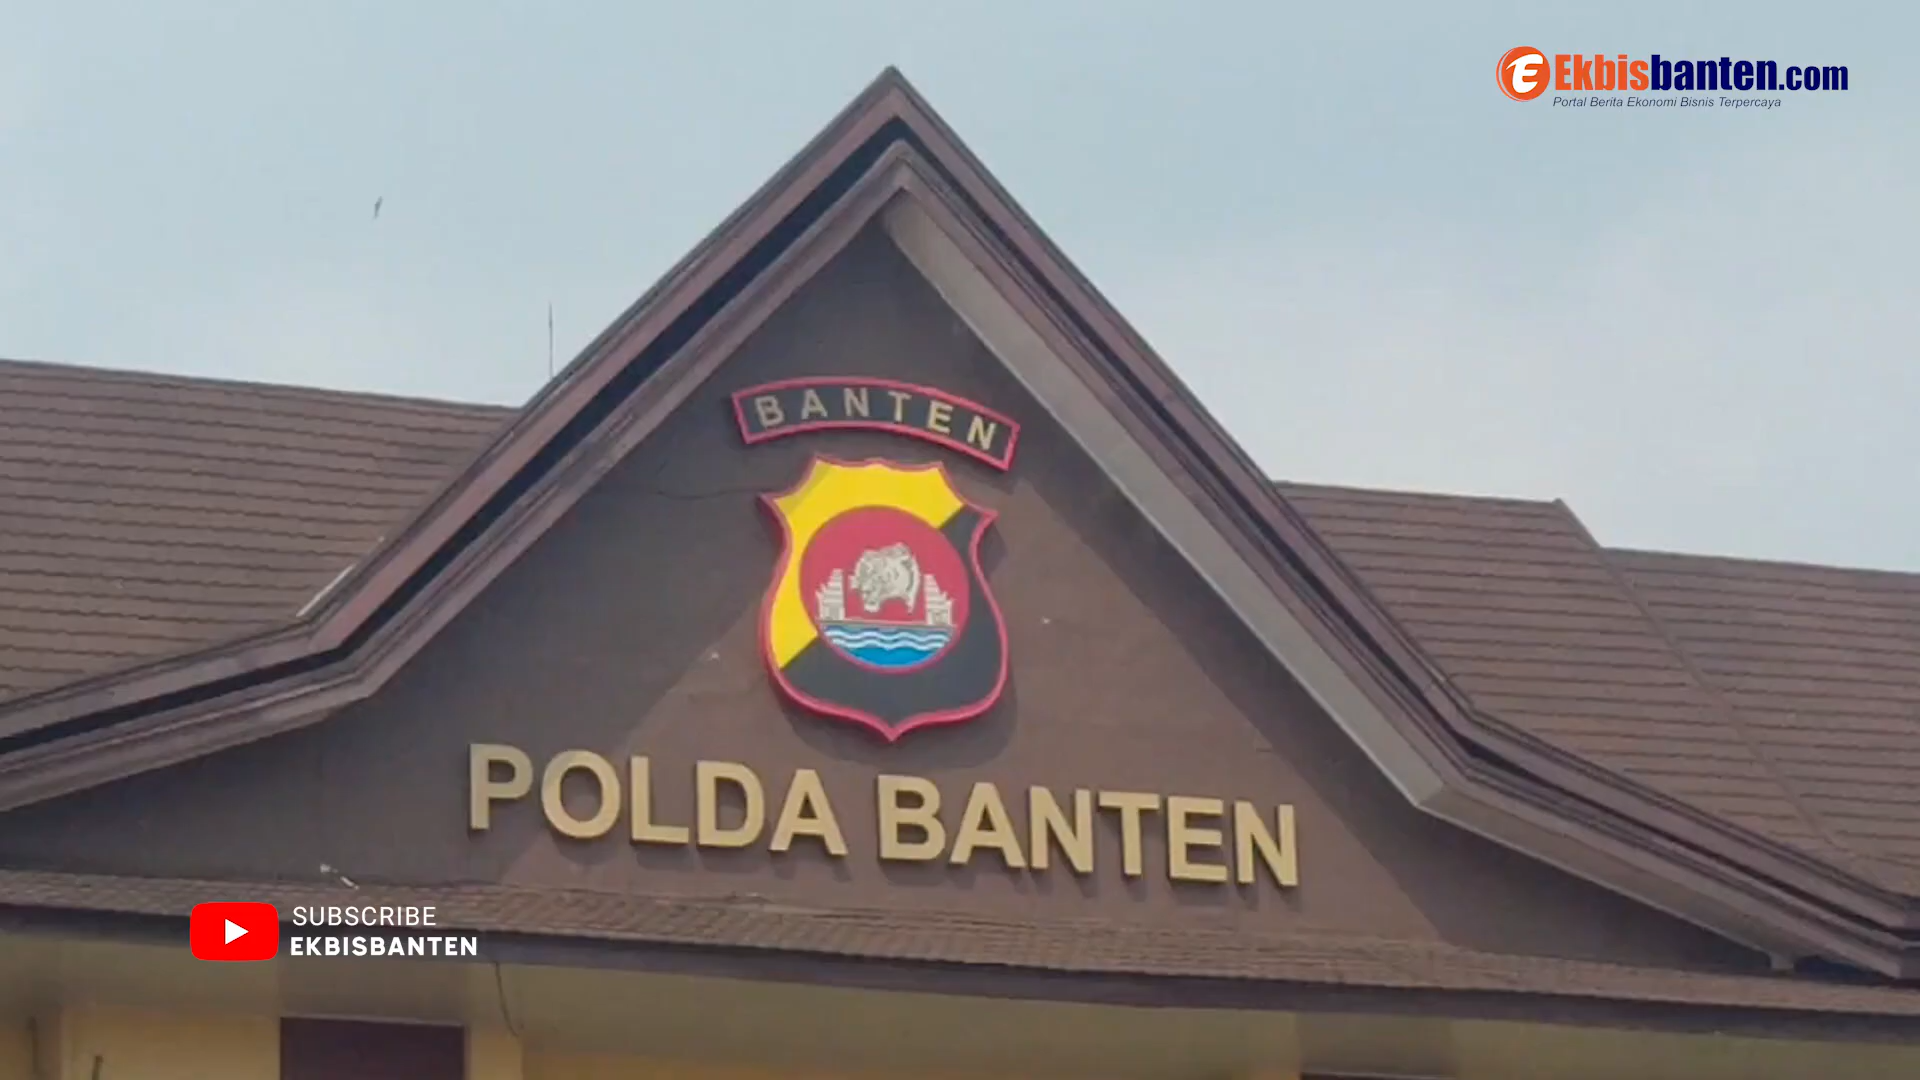 Ekbisbanten.com
Portal Berita Ekonomi Bisnis Terpercaya
BANTEN
POLDA BANTEN
SUBSCRIBE
EKBISBANTEN